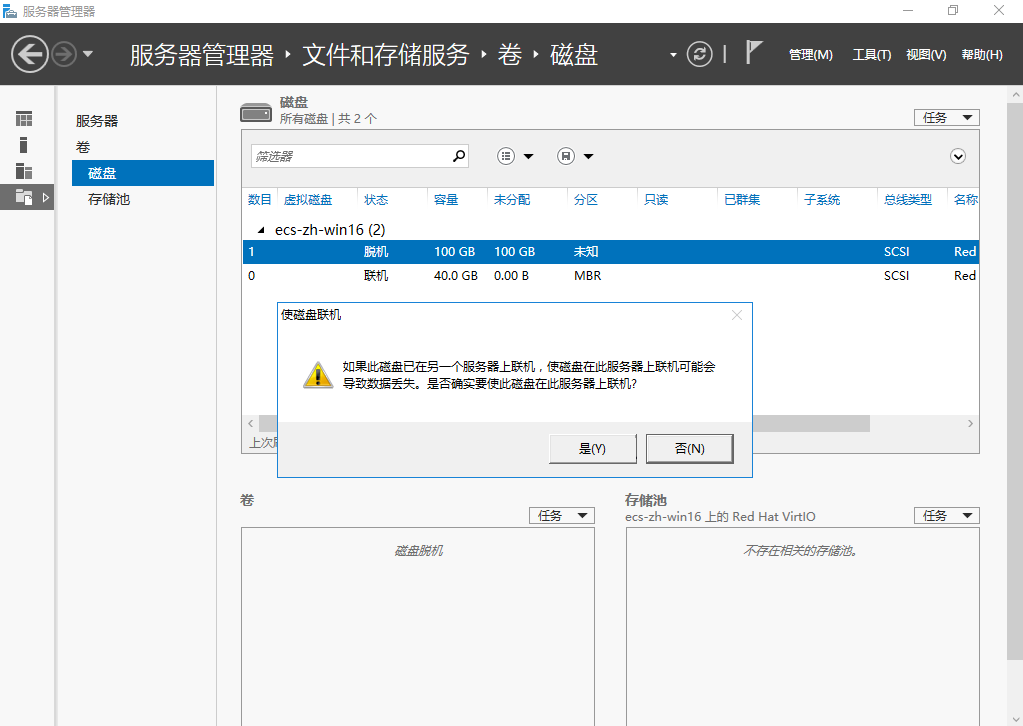 服务器管理器
服务器管理器 文件和存储服务 卷 磁盘
管理(M) 工具(T) 视图(V) 帮助(H)
服务器
卷
磁盘
存储池
磁盘
所有磁盘 | 共 2 个
任务
筛选器
数目 虚拟磁盘 状态 容量 未分配 分区 只读 已群集 子系统 总线类型 名称
ecs-zh-win16 (2)
1 脱机 100 GB 100 GB 未知 SCSI Red
0 联机 40.0 GB 0.00 B MBR SCSI Red
使磁盘联机
如果此磁盘已在另一个服务器上联机，使磁盘在此服务器上联机可能会
导致数据丢失。是否确实要使此磁盘在此服务器上联机?
是(Y) 否(N)
上次
卷
任务
磁盘脱机
存储池
ecs-zh-win16 上的 Red Hat VirtIO
任务
不存在相关的存储池。